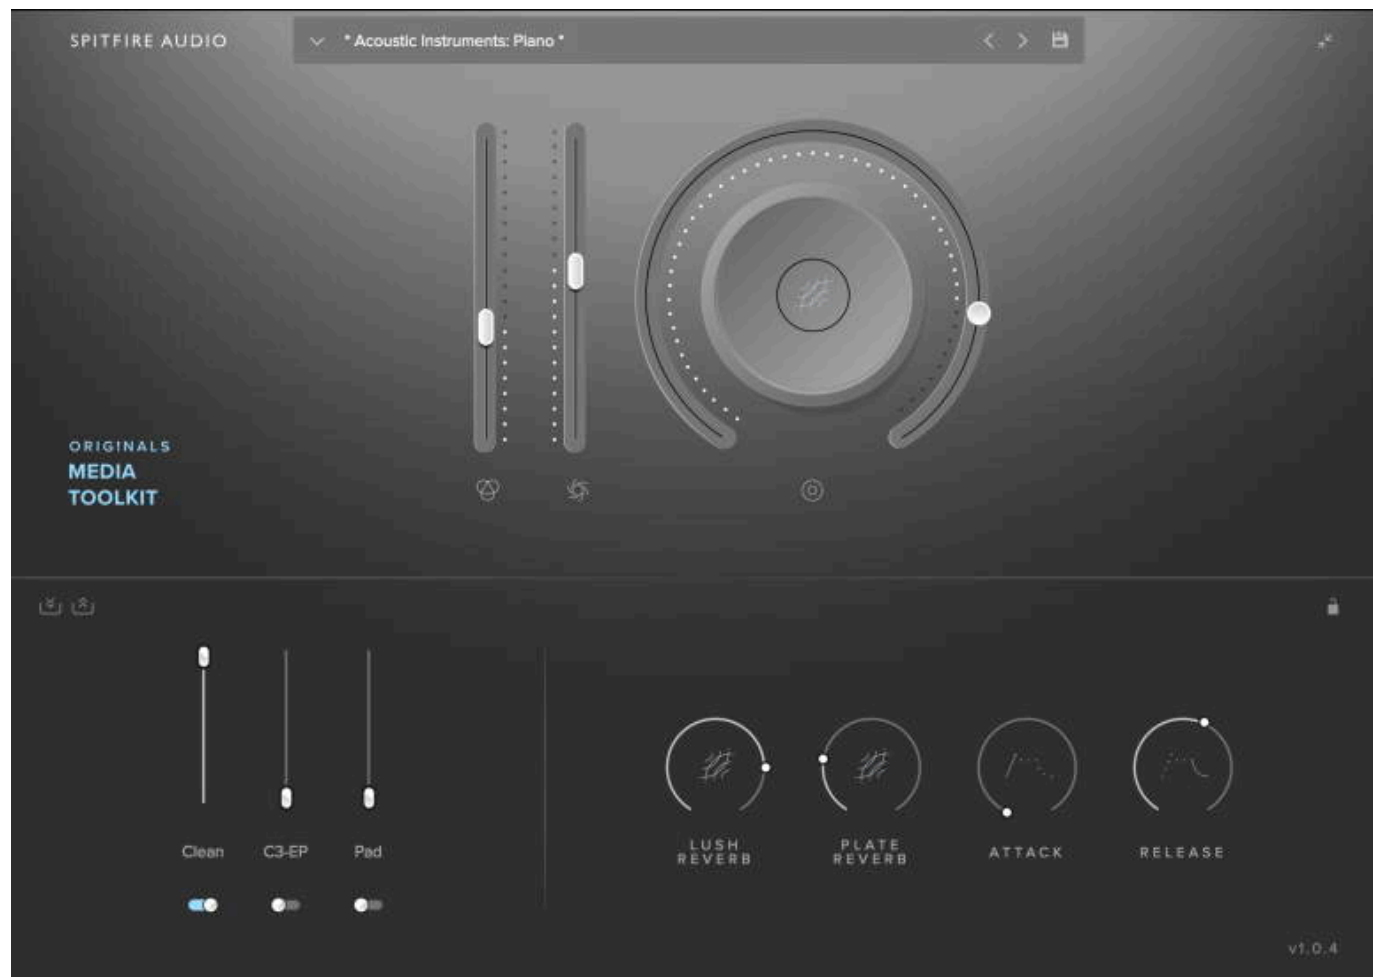 SPITFIRE AUDIO
* Acoustic Instruments: Piano *
ORIGINALS
MEDIA
TOOLKIT
Clean
C3-EP
Pad
LUSH
REVERB
PLATE
REVERB
ATTACK
RELEASE
v1.0.4